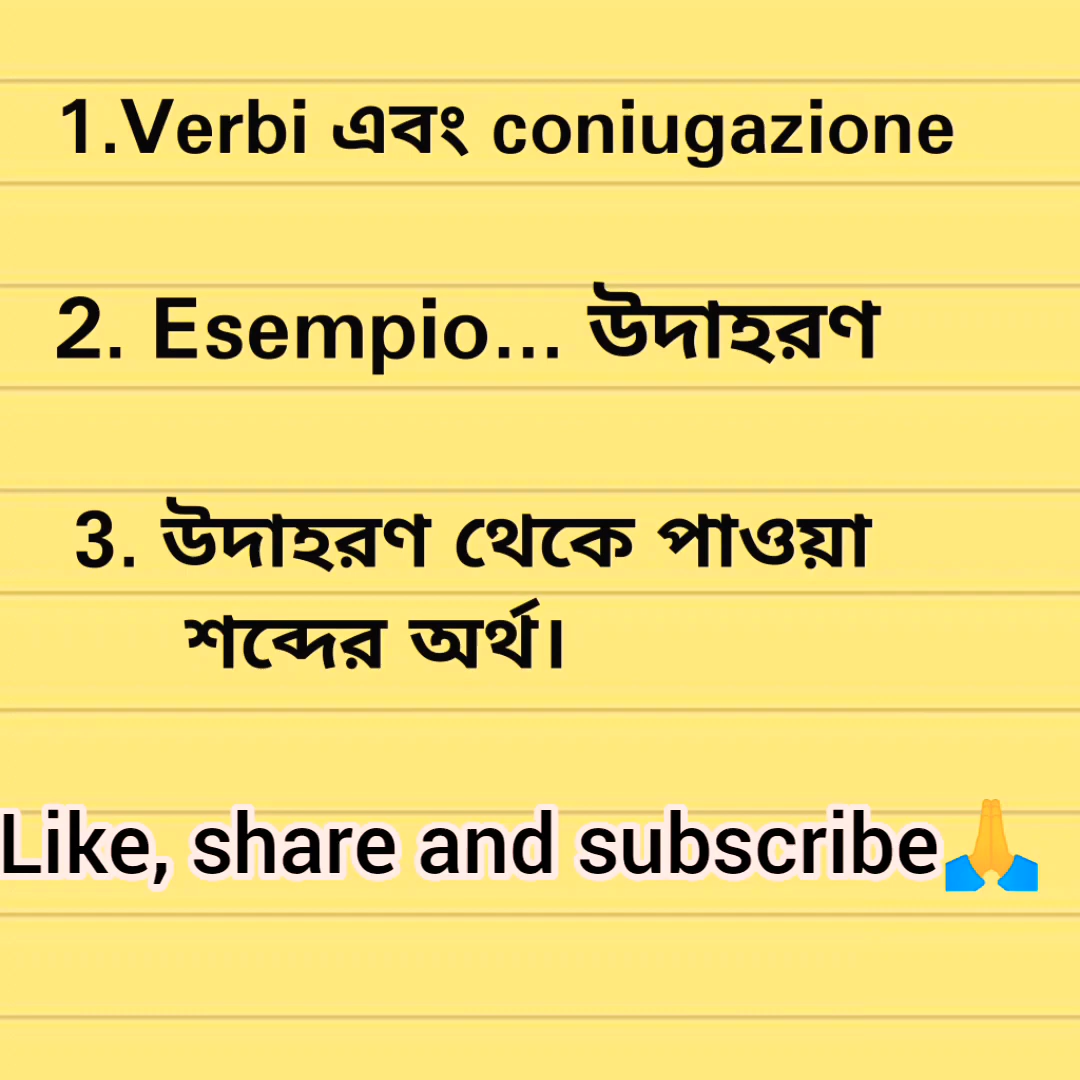 1.Verbi এবং coniugazione
2. Esempio... উদাহরণ
3. উদাহরণ থেকে পাওয়া
শব্দের অর্থ।
Like, share and subscribe🙏